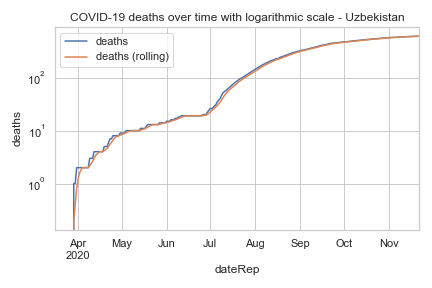 COVID-19 deaths over time with logarithmic scale - Uzbekistan
deaths
deaths (rolling)
deaths
10²
10¹
10⁰
Apr May Jun Jul Aug Sep Oct Nov
2020
dateRep